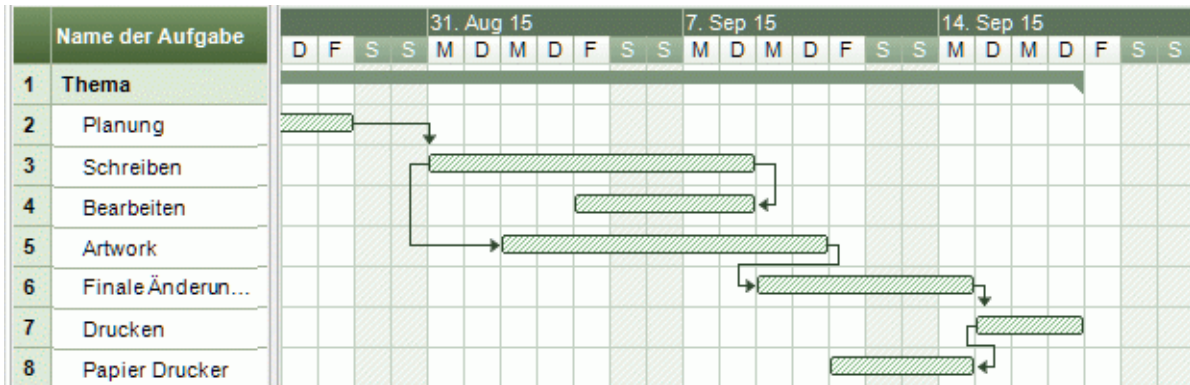 Name der Aufgabe
31. Aug 15 7. Sep 15 14. Sep 15
D F S S M D M D F S S M D M D F S S M D M D F S S
1 Thema
2 Planung
3 Schreiben
4 Bearbeiten
5 Artwork
6 Finale Änderun...
7 Drucken
8 Papier Drucker